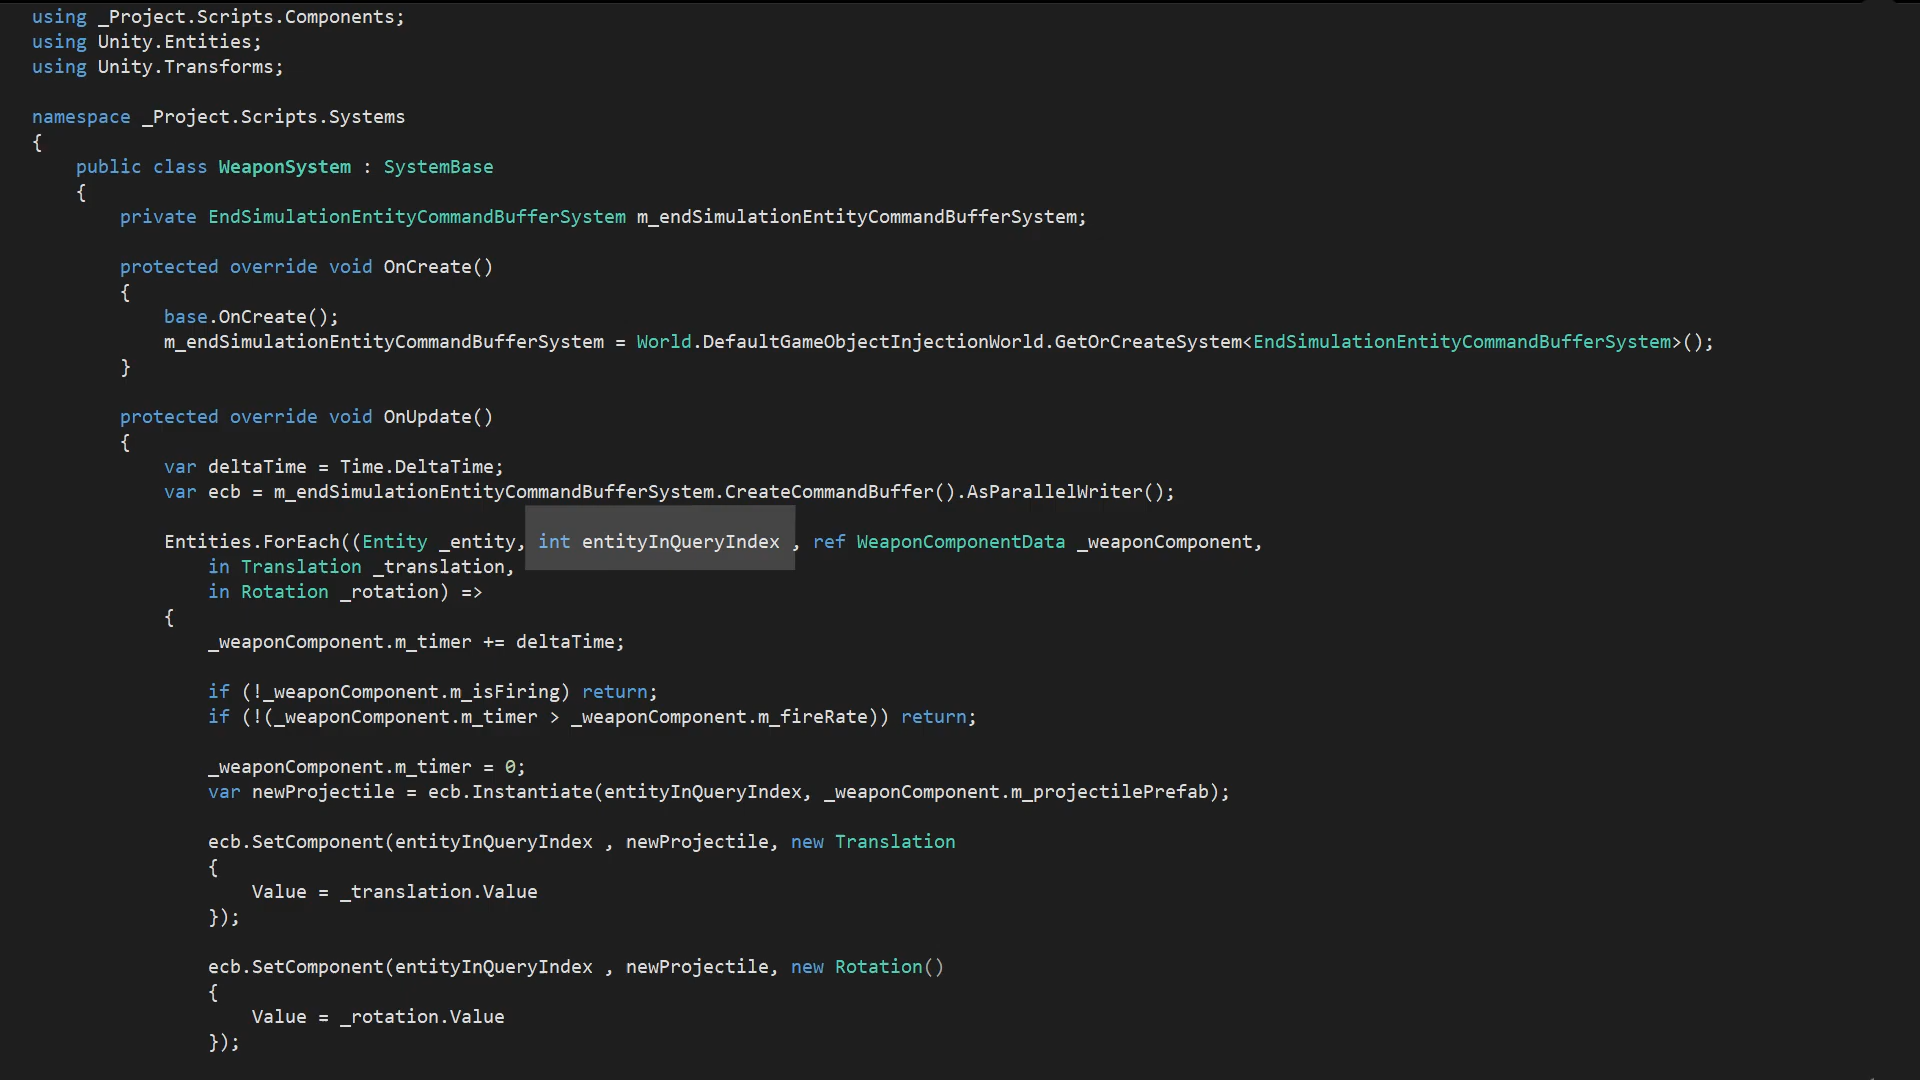 using _Project.Scripts.Components;
using Unity.Entities;
using Unity.Transforms;
namespace _Project.Scripts.Systems
{
public class WeaponSystem : SystemBase
{
private EndSimulationEntityCommandBufferSystem m_endSimulationEntityCommandBufferSystem;
protected override void OnCreate()
{
base.OnCreate();
m_endSimulationEntityCommandBufferSystem = World.DefaultGameObjectInjectionWorld.GetOrCreateSystem<EndSimulationEntityCommandBufferSystem>();
}
protected override void OnUpdate()
{
var deltaTime = Time.DeltaTime;
var ecb = m_endSimulationEntityCommandBufferSystem.CreateCommandBuffer().AsParallelWriter();
Entities.ForEach((Entity _entity, int entityInQueryIndex , ref WeaponComponentData _weaponComponent,
in Translation _translation,
in Rotation _rotation) =>
{
_weaponComponent.m_timer += deltaTime;
if (!_weaponComponent.m_isFiring) return;
if (!(_weaponComponent.m_timer > _weaponComponent.m_fireRate)) return;
_weaponComponent.m_timer = 0;
var newProjectile = ecb.Instantiate(entityInQueryIndex, _weaponComponent.m_projectilePrefab);
ecb.SetComponent(entityInQueryIndex , newProjectile, new Translation
{
Value = _translation.Value
});
ecb.SetComponent(entityInQueryIndex , newProjectile, new Rotation()
{
Value = _rotation.Value
});